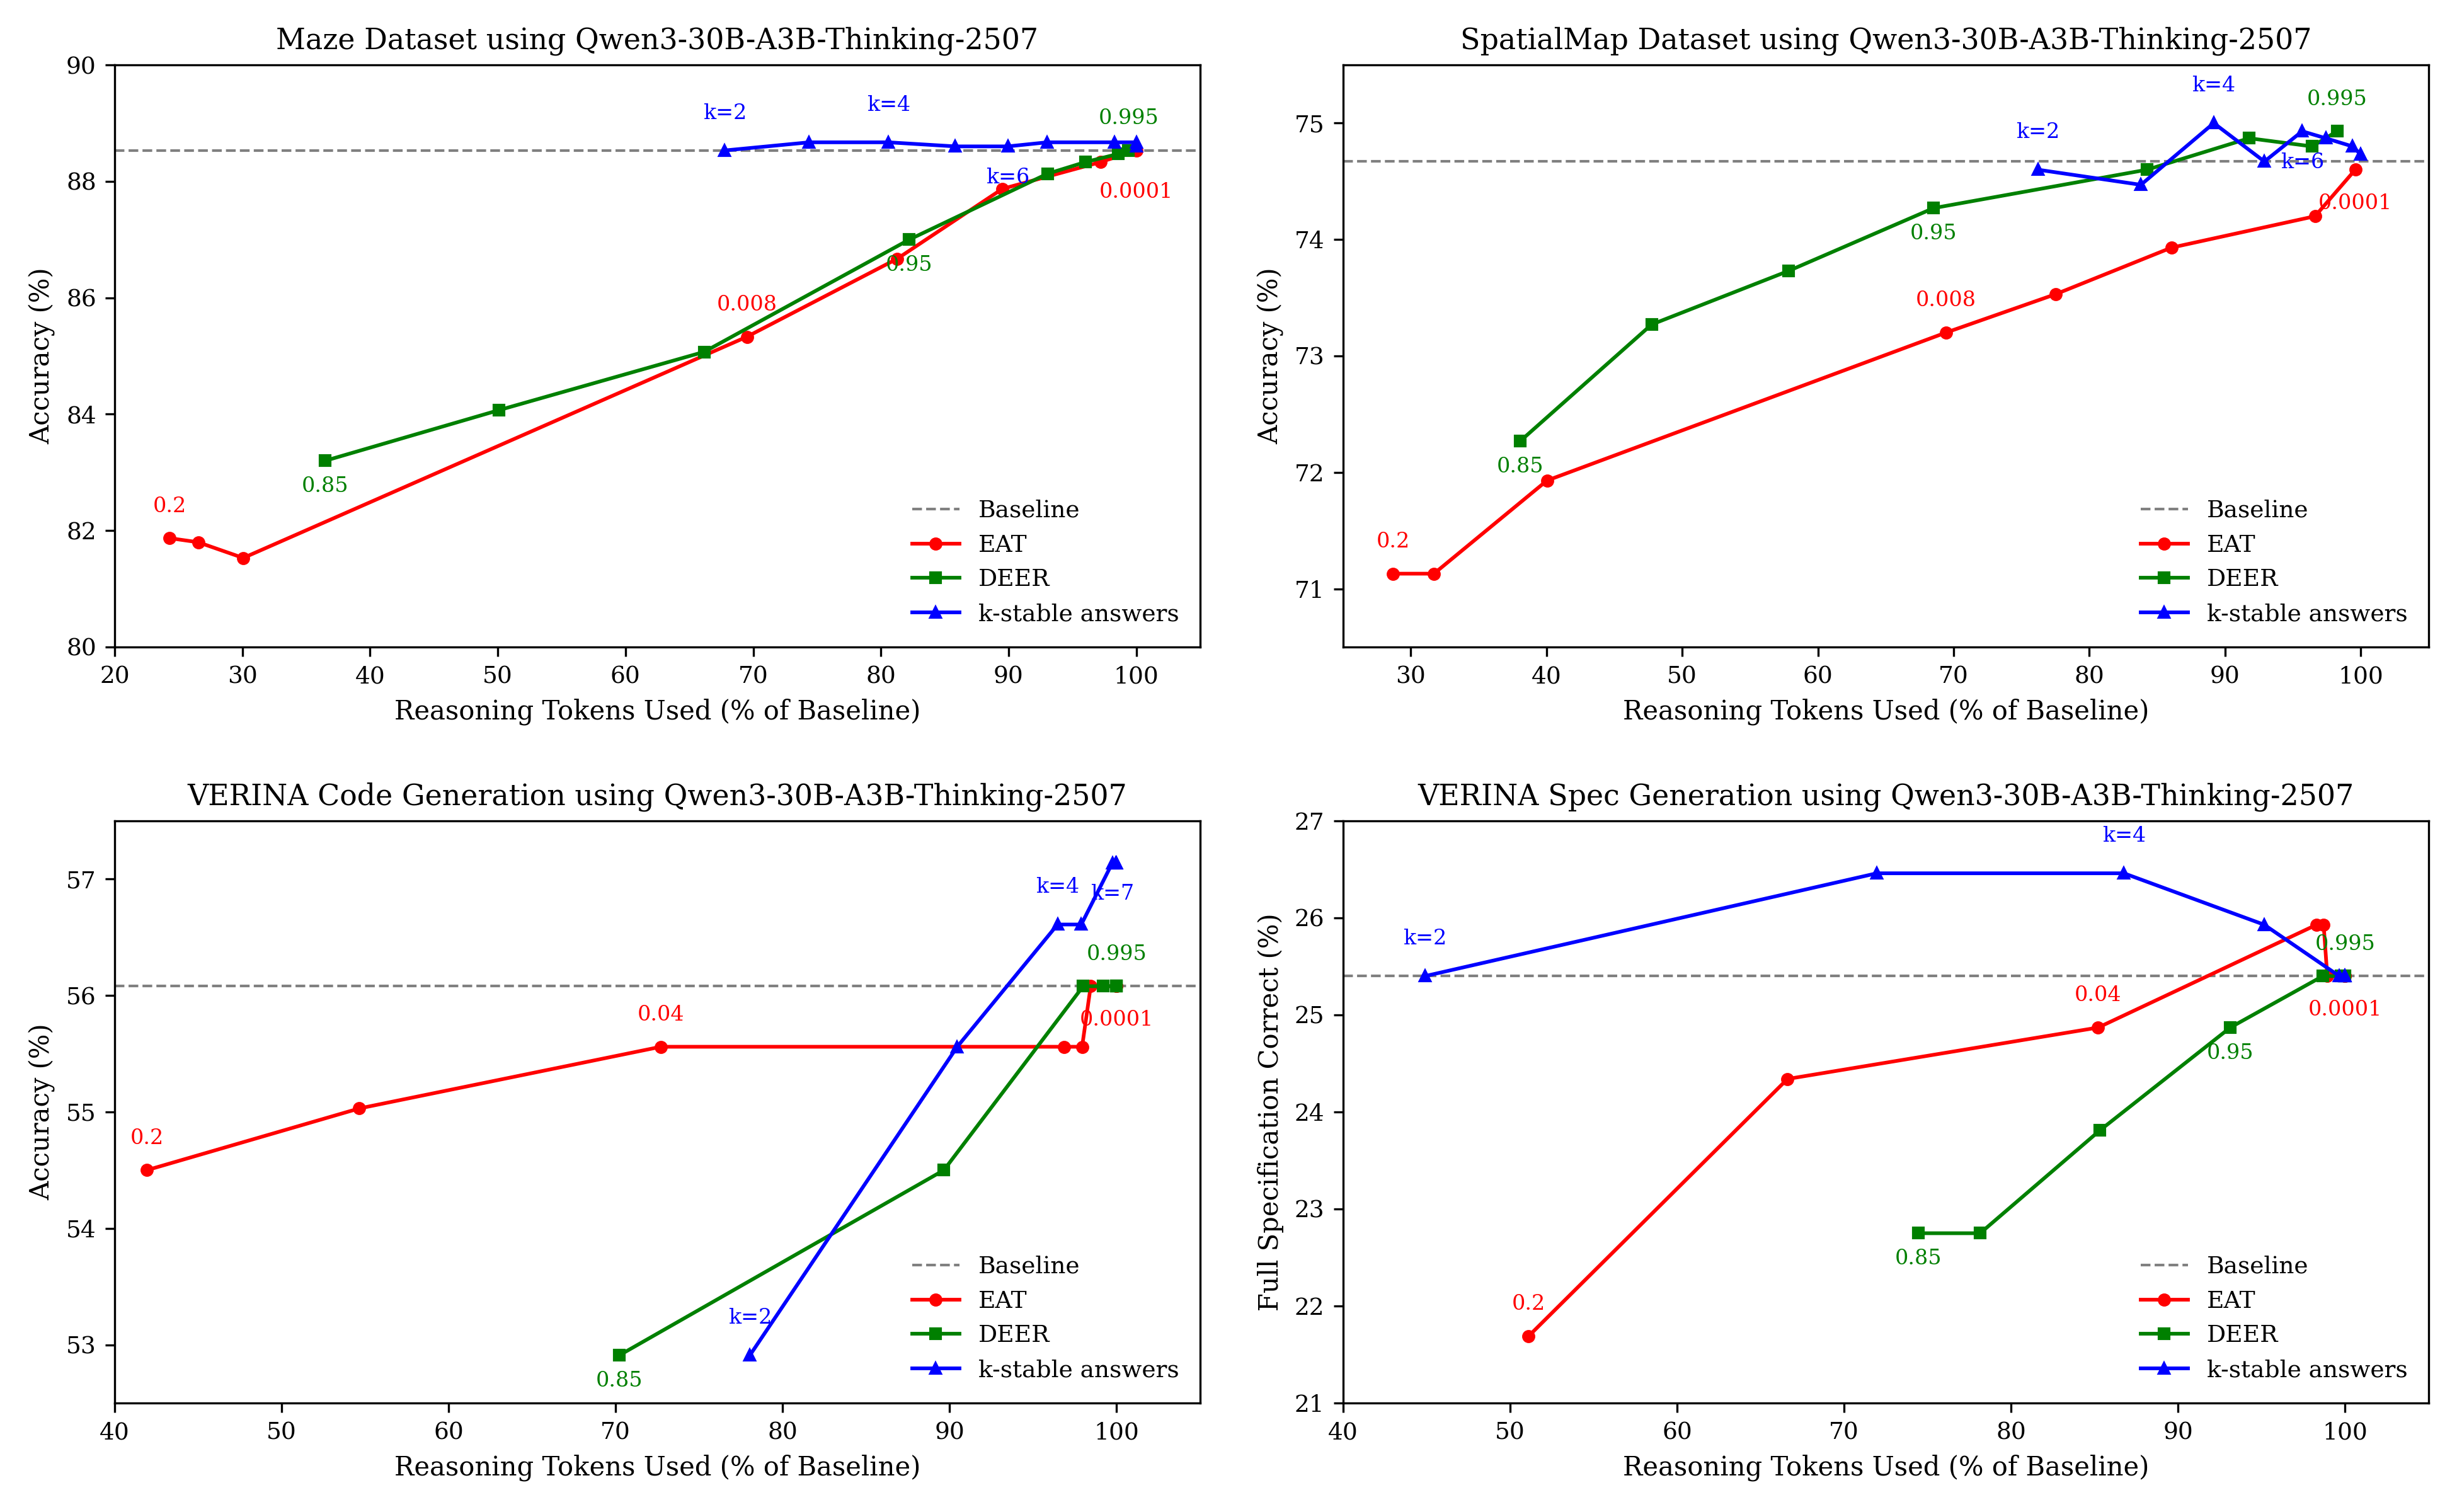 Maze Dataset using Qwen3-30B-A3B-Thinking-2507
Accuracy (%)
90
88
86
84
82
80
k=2
k=4
0.995
k=6
0.0001
0.95
0.008
0.85
0.2
Baseline
EAT
DEER
k-stable answers
20 30 40 50 60 70 80 90 100
Reasoning Tokens Used (% of Baseline)
SpatialMap Dataset using Qwen3-30B-A3B-Thinking-2507
Accuracy (%)
75
74
73
72
71
k=4
0.995
k=2
k=6
0.0001
0.95
0.008
0.85
0.2
Baseline
EAT
DEER
k-stable answers
30 40 50 60 70 80 90 100
Reasoning Tokens Used (% of Baseline)
VERINA Code Generation using Qwen3-30B-A3B-Thinking-2507
Accuracy (%)
57
56
55
54
53
k=4
k=7
0.995
0.04
0.0001
0.2
k=2
0.85
Baseline
EAT
DEER
k-stable answers
40 50 60 70 80 90 100
Reasoning Tokens Used (% of Baseline)
VERINA Spec Generation using Qwen3-30B-A3B-Thinking-2507
Full Specification Correct (%)
27
26
25
24
23
22
21
k=4
k=2
0.995
0.04
0.0001
0.95
0.85
0.2
Baseline
EAT
DEER
k-stable answers
40 50 60 70 80 90 100
Reasoning Tokens Used (% of Baseline)